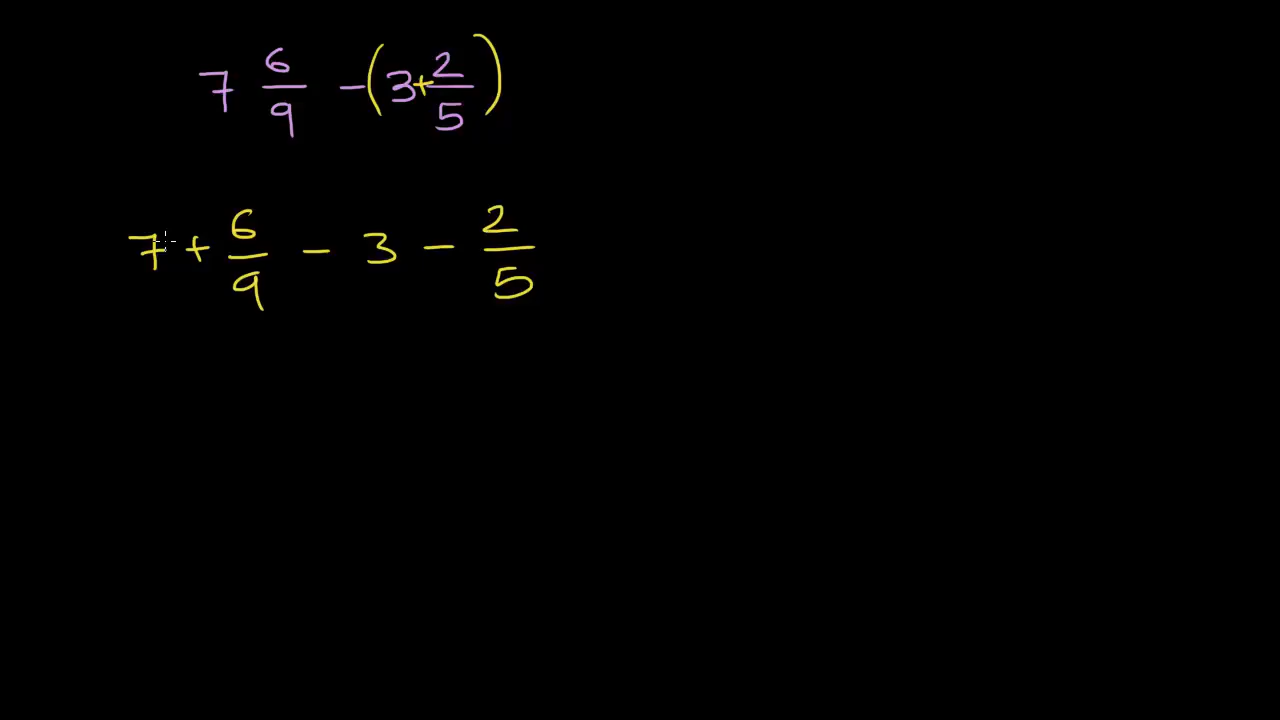 7 6/9 - (3 + 2/5)
7 + 6/9 - 3 - 2/5